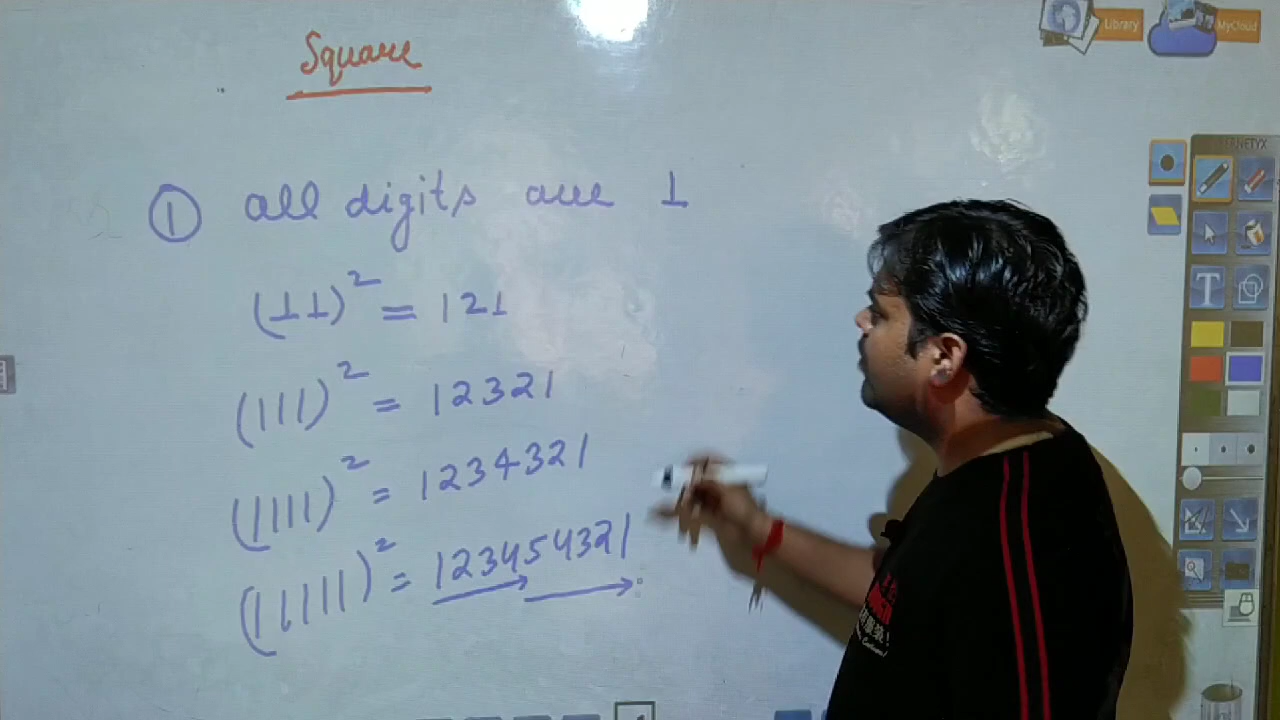 Square
Library
MyCloud
① all digits are 1
(11)² = 121
(111)² = 12321
(1111)² = 1234321
(11111)² = 123454321
T